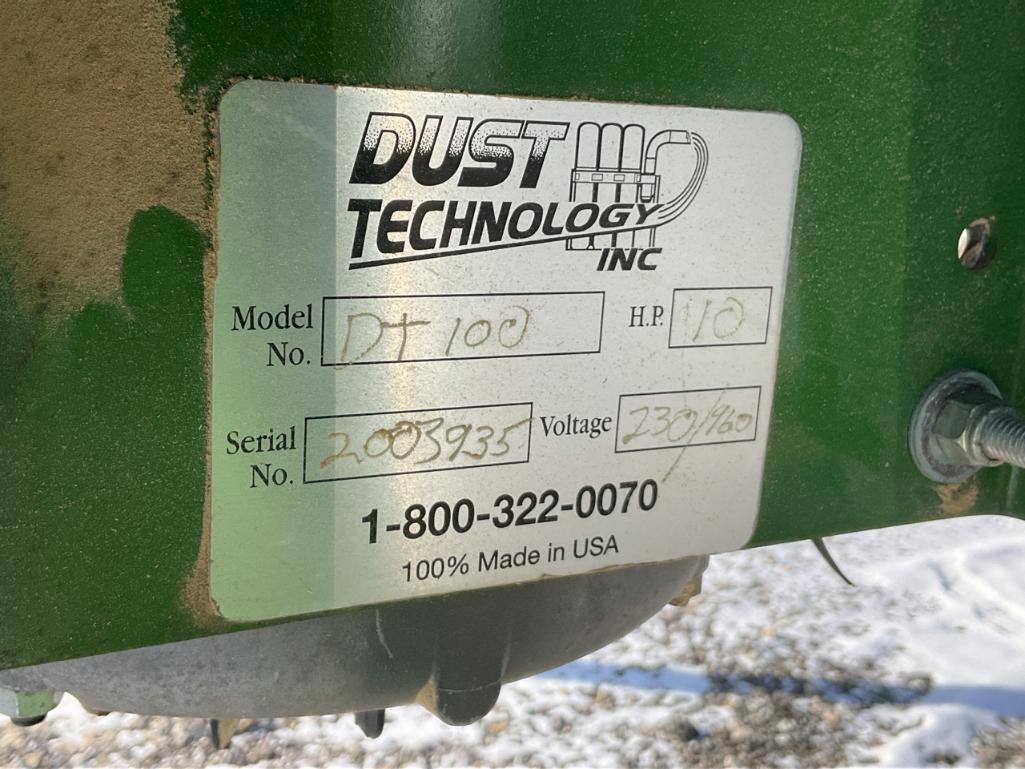 DUST
TECHNOLOGY
INC
Model No. DT 100
H.P. 10
Serial No. 2003935
Voltage 230/460
1-800-322-0070
100% Made in USA